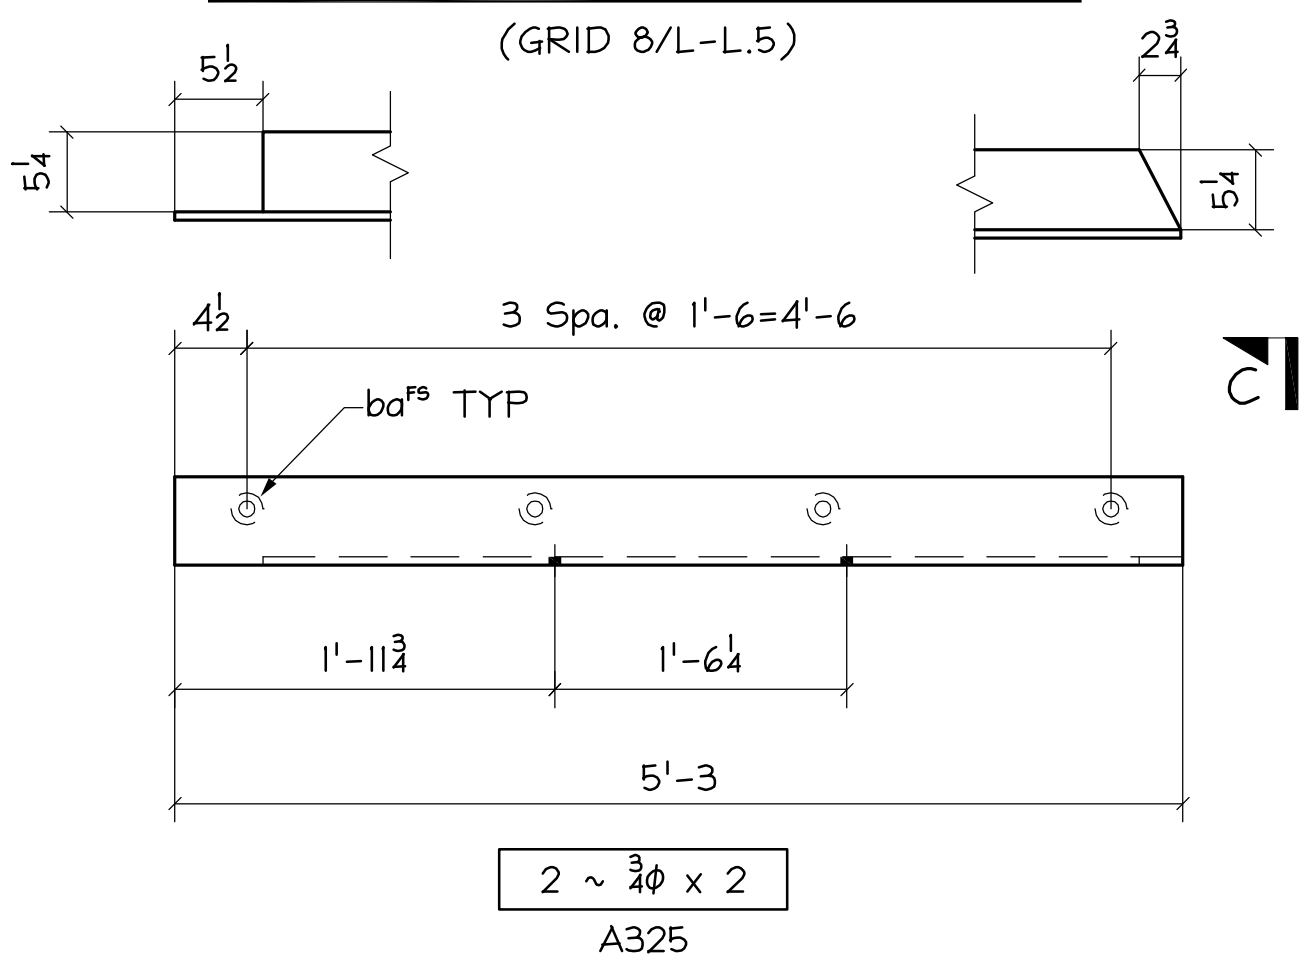 (GRID 8/L-L.5)
5 1/2
2 3/4
5 1/4
5 1/4
4 1/2
3 Spa. @ 1'-6=4'-6
C
ba^FS TYP
1'-11 3/4
1'-6 1/4
5'-3
2 ~ 3/4φ x 2
A325